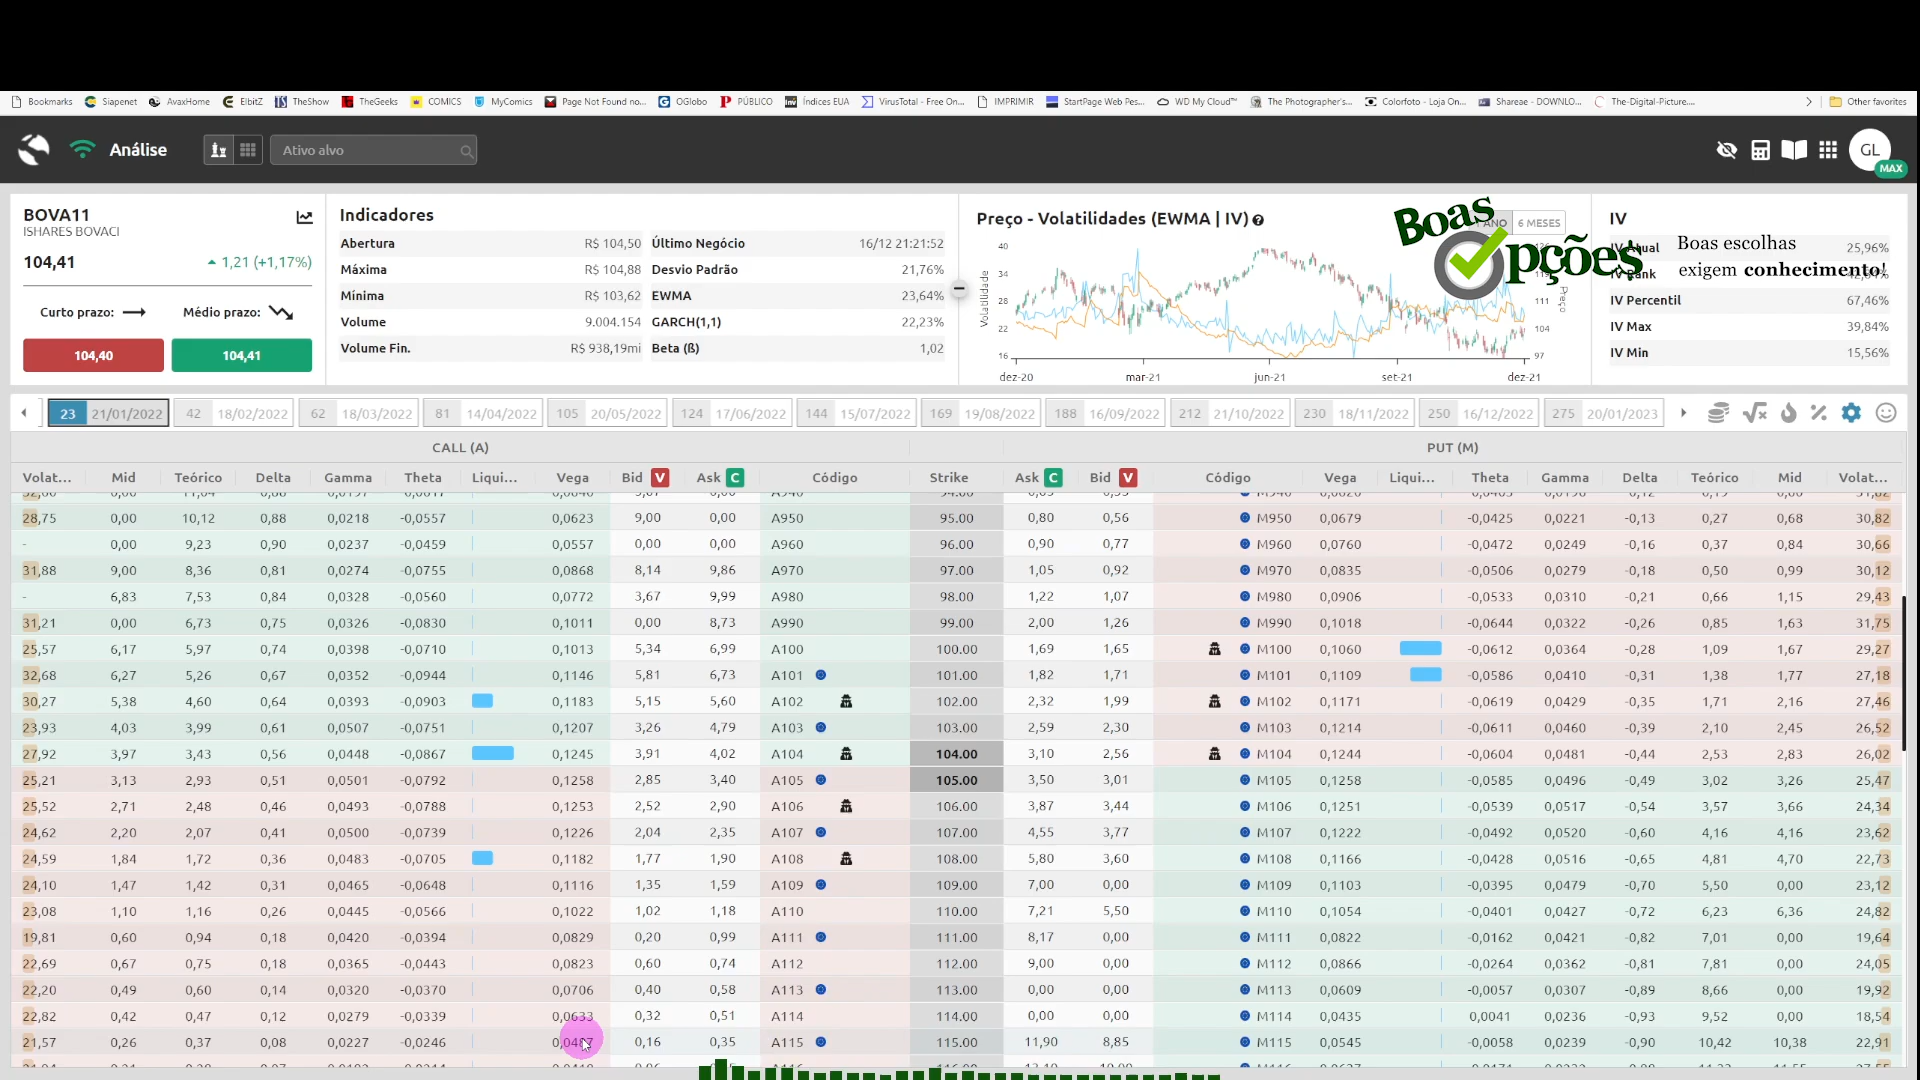 Bookmarks Siapenet AvaxHome ElbitZ TheShow TheGeeks COMICS MyComics Page Not Found no... OGlobo PÚBLICO Índices EUA VirusTotal - Free On... IMPRIMIR StartPage Web Pes... WD My Cloud™ The Photographer's... Colorfoto - Loja On... Shareae - DOWNLO... The-Digital-Picture.... Other favorites
Análise Ativo alvo GL MAX
BOVA11
ISHARES BOVACI
104,41 1,21 (+1,17%)
Curto prazo: Médio prazo:
104,40 104,41
Indicadores
Abertura R$ 104,50 Último Negócio 16/12 21:21:52
Máxima R$ 104,88 Desvio Padrão 21,76%
Mínima R$ 103,62 EWMA 23,64%
Volume 9.004.154 GARCH(1,1) 22,23%
Volume Fin. R$ 938,19mi Beta (ß) 1,02
Preço - Volatilidades (EWMA | IV) ANO 6 MESES
Volatilidade 40 34 28 22 16
Preço 111 104 97
dez-20 mar-21 jun-21 set-21 dez-21
Boas Opções
Boas escolhas
exigem conhecimento!
IV
25,96%
IV Percentil 67,46%
IV Max 39,84%
IV Min 15,56%
23 21/01/2022 42 18/02/2022 62 18/03/2022 81 14/04/2022 105 20/05/2022 124 17/06/2022 144 15/07/2022 169 19/08/2022 188 16/09/2022 212 21/10/2022 230 18/11/2022 250 16/12/2022 275 20/01/2023
CALL (A) PUT (M)
Volat... Mid Teórico Delta Gamma Theta Liqui... Vega Bid V Ask C Código Strike Ask C Bid V Código Vega Liqui... Theta Gamma Delta Teórico Mid Volat...
28,75 0,00 10,12 0,88 0,0218 -0,0557 0,0623 9,00 0,00 A950 95.00 0,80 0,56 M950 0,0679 -0,0425 0,0221 -0,13 0,27 0,68 30,82
- 0,00 9,23 0,90 0,0237 -0,0459 0,0557 0,00 0,00 A960 96.00 0,90 0,77 M960 0,0760 -0,0472 0,0249 -0,16 0,37 0,84 30,66
31,88 9,00 8,36 0,81 0,0274 -0,0755 0,0868 8,14 9,86 A970 97.00 1,05 0,92 M970 0,0835 -0,0506 0,0279 -0,18 0,50 0,99 30,12
- 6,83 7,53 0,84 0,0328 -0,0560 0,0772 3,67 9,99 A980 98.00 1,22 1,07 M980 0,0906 -0,0533 0,0310 -0,21 0,66 1,15 29,43
31,21 0,00 6,73 0,75 0,0326 -0,0830 0,1011 0,00 8,73 A990 99.00 2,00 1,26 M990 0,1018 -0,0644 0,0322 -0,26 0,85 1,63 31,75
25,57 6,17 5,97 0,74 0,0398 -0,0710 0,1013 5,34 6,99 A100 100.00 1,69 1,65 M100 0,1060 -0,0612 0,0364 -0,28 1,09 1,67 29,27
32,68 6,27 5,26 0,67 0,0352 -0,0944 0,1146 5,81 6,73 A101 101.00 1,82 1,71 M101 0,1109 -0,0586 0,0410 -0,31 1,38 1,77 27,18
30,27 5,38 4,60 0,64 0,0393 -0,0903 0,1183 5,15 5,60 A102 102.00 2,32 1,99 M102 0,1171 -0,0619 0,0429 -0,35 1,71 2,16 27,46
23,93 4,03 3,99 0,61 0,0507 -0,0751 0,1207 3,26 4,79 A103 103.00 2,59 2,30 M103 0,1214 -0,0611 0,0460 -0,39 2,10 2,45 26,52
27,92 3,97 3,43 0,56 0,0448 -0,0867 0,1245 3,91 4,02 A104 104.00 3,10 2,56 M104 0,1244 -0,0604 0,0481 -0,44 2,53 2,83 26,02
25,21 3,13 2,93 0,51 0,0501 -0,0792 0,1258 2,85 3,40 A105 105.00 3,50 3,01 M105 0,1258 -0,0585 0,0496 -0,49 3,02 3,26 25,47
25,52 2,71 2,48 0,46 0,0493 -0,0788 0,1253 2,52 2,90 A106 106.00 3,87 3,44 M106 0,1251 -0,0539 0,0517 -0,54 3,57 3,66 24,34
24,62 2,20 2,07 0,41 0,0500 -0,0739 0,1226 2,04 2,35 A107 107.00 4,55 3,77 M107 0,1222 -0,0492 0,0520 -0,60 4,16 4,16 23,62
24,59 1,84 1,72 0,36 0,0483 -0,0705 0,1182 1,77 1,90 A108 108.00 5,80 3,60 M108 0,1166 -0,0428 0,0516 -0,65 4,81 4,70 22,73
24,10 1,47 1,42 0,31 0,0465 -0,0648 0,1116 1,35 1,59 A109 109.00 7,00 0,00 M109 0,1103 -0,0395 0,0479 -0,70 5,50 0,00 23,12
23,08 1,10 1,16 0,26 0,0445 -0,0566 0,1022 1,02 1,18 A110 110.00 7,21 5,50 M110 0,1054 -0,0401 0,0427 -0,72 6,23 6,36 24,82
19,81 0,60 0,94 0,18 0,0420 -0,0394 0,0829 0,20 0,99 A111 111.00 8,17 0,00 M111 0,0822 -0,0162 0,0421 -0,82 7,01 0,00 19,64
22,69 0,67 0,75 0,18 0,0365 -0,0443 0,0823 0,60 0,74 A112 112.00 9,00 0,00 M112 0,0866 -0,0264 0,0362 -0,81 7,81 0,00 24,05
22,20 0,49 0,60 0,14 0,0320 -0,0370 0,0706 0,40 0,58 A113 113.00 0,00 0,00 M113 0,0609 -0,0057 0,0307 -0,89 8,66 0,00 19,92
22,82 0,42 0,47 0,12 0,0279 -0,0339 0,0633 0,32 0,51 A114 114.00 0,00 0,00 M114 0,0435 0,0041 0,0236 -0,93 9,52 0,00 18,54
21,57 0,26 0,37 0,08 0,0227 -0,0246 0,16 0,35 A115 115.00 11,90 8,85 M115 0,0545 -0,0058 0,0239 -0,90 10,42 10,38 22,91